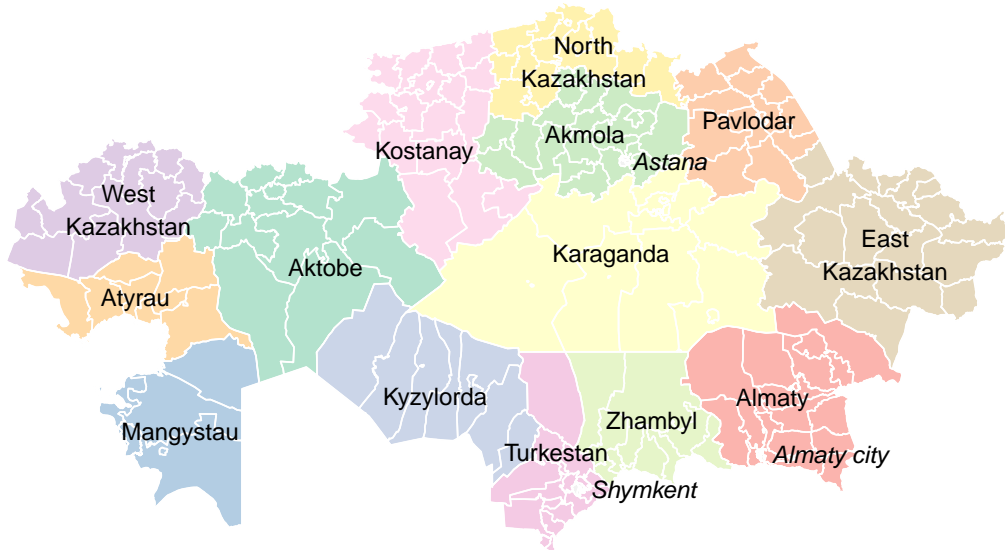 North
Kazakhstan
Pavlodar
Akmola
Kostanay
Astana
West
Kazakhstan
East
Kazakhstan
Karaganda
Aktobe
Atyrau
Kyzylorda
Almaty
Zhambyl
Mangystau
Turkestan
Almaty city
Shymkent